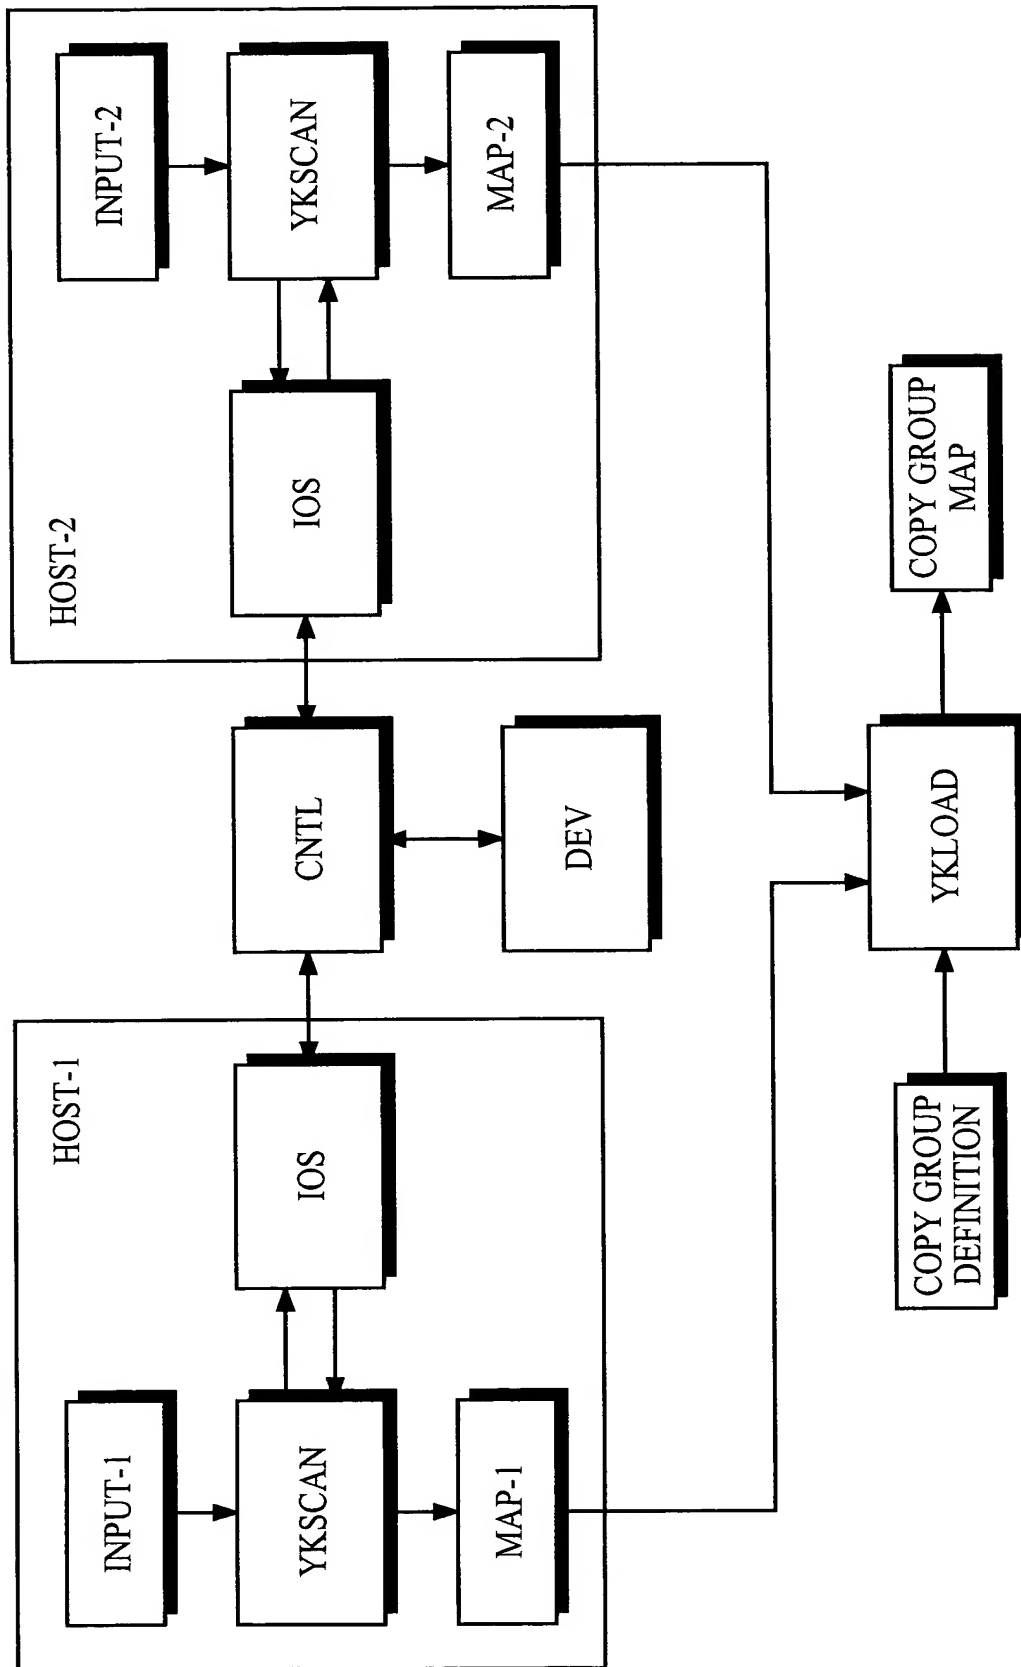 HOST-1
INPUT-1
YKSCAN
IOS
MAP-1
CNTL
DEV
HOST-2
INPUT-2
IOS
YKSCAN
MAP-2
COPY GROUP
DEFINITION
YKLOAD
COPY GROUP
MAP